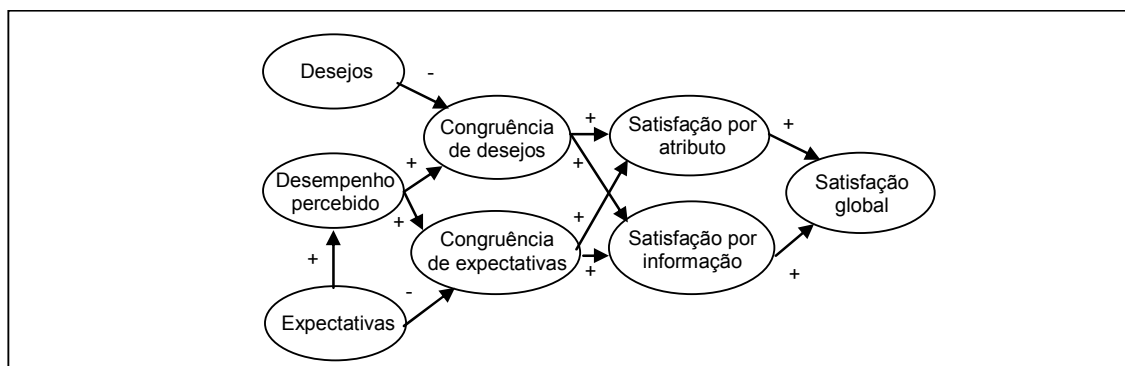 Desejos
-
Congruência
de desejos
+
Satisfação por
atributo
+
Desempenho
percebido
+
+
+
Satisfação
global
+
Congruência
de expectativas
+
+
Satisfação por
informação
+
+
-
Expectativas